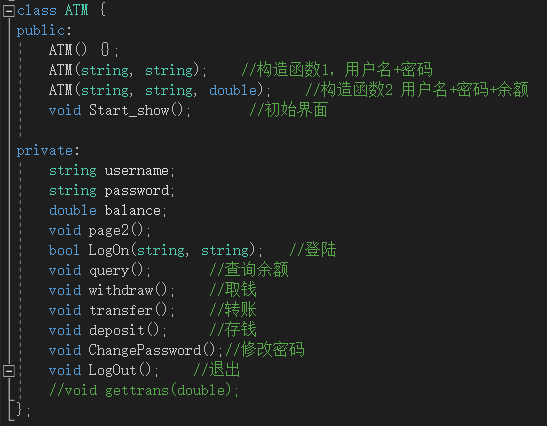 class ATM {
public:
ATM() {};
ATM(string, string); //构造函数1，用户名+密码
ATM(string, string, double); //构造函数2 用户名+密码+余额
void Start_show(); //初始界面
private:
string username;
string password;
double balance;
void page2();
bool LogOn(string, string); //登陆
void query(); //查询余额
void withdraw(); //取钱
void transfer(); //转账
void deposit(); //存钱
void ChangePassword();//修改密码
void LogOut(); //退出
//void gettrans(double);
};